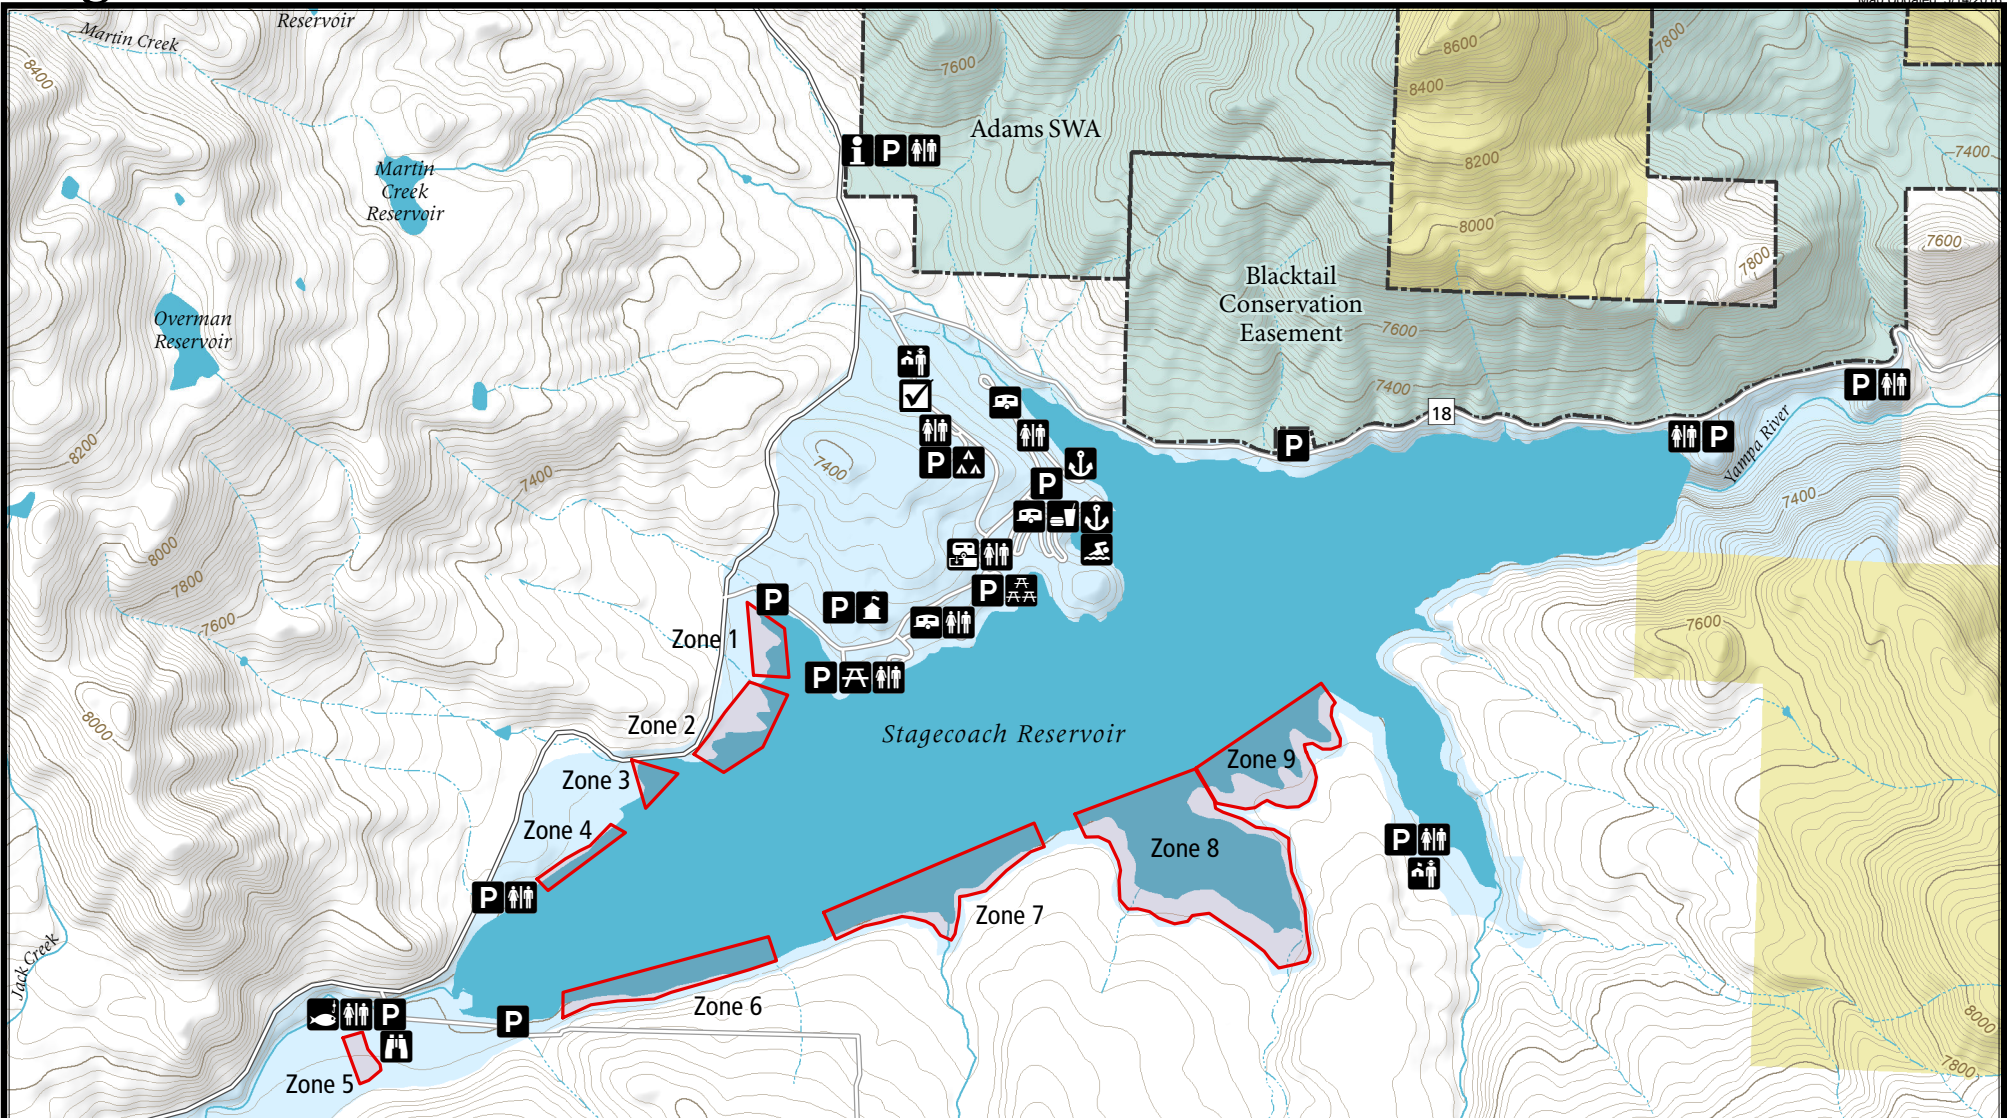 Reservoir
Martin Creek
8400
7600
8600
7800
8400
Adams SWA
8200
7400
Martin
Creek
Reservoir
8000
7600
7800
Blacktail
Conservation
Easement
Overman
Reservoir
7600
7400
18
P
8200
7400
7400
Yampa River
7400
8000
7800
7600
7600
Zone 1
Zone 2
8000
Stagecoach Reservoir
Zone 3
Zone 9
Zone 4
Zone 8
Zone 7
Jack Creek
Zone 6
8000
7800
Zone 5